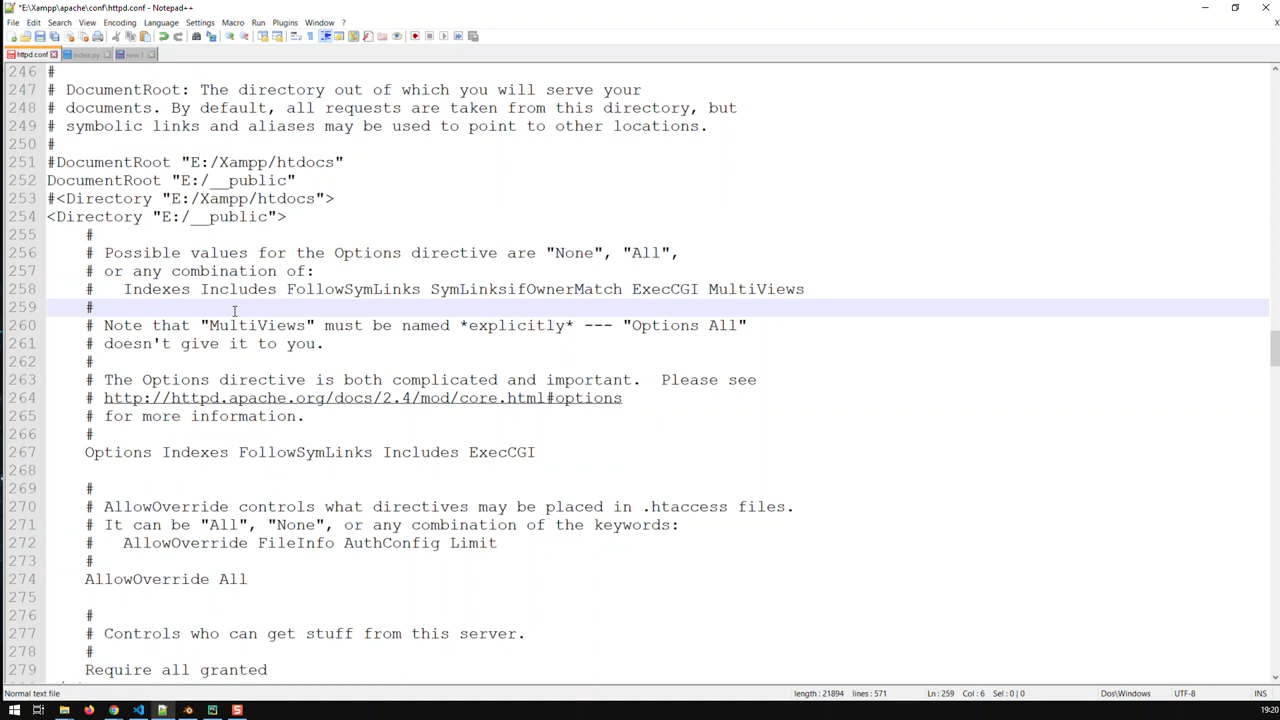 *E:\Xampp\apache\conf\httpd.conf - Notepad++
File Edit Search View Encoding Language Settings Macro Run Plugins Window ?
httpd.conf index.py new 1
246 #
247 # DocumentRoot: The directory out of which you will serve your
248 # documents. By default, all requests are taken from this directory, but
249 # symbolic links and aliases may be used to point to other locations.
250 #
251 #DocumentRoot "E:/Xampp/htdocs"
252 DocumentRoot "E:/__public"
253 #<Directory "E:/Xampp/htdocs">
254 <Directory "E:/__public">
255 #
256 # Possible values for the Options directive are "None", "All",
257 # or any combination of:
258 #   Indexes Includes FollowSymLinks SymLinksifOwnerMatch ExecCGI MultiViews
259 #
260 # Note that "MultiViews" must be named *explicitly* --- "Options All"
261 # doesn't give it to you.
262 #
263 # The Options directive is both complicated and important.  Please see
264 # http://httpd.apache.org/docs/2.4/mod/core.html#options
265 # for more information.
266 #
267 Options Indexes FollowSymLinks Includes ExecCGI
268
269 #
270 # AllowOverride controls what directives may be placed in .htaccess files.
271 # It can be "All", "None", or any combination of the keywords:
272 #   AllowOverride FileInfo AuthConfig Limit
273 #
274 AllowOverride All
275
276 #
277 # Controls who can get stuff from this server.
278 #
279 Require all granted
Normal text file length : 21894 lines : 571 Ln : 259 Col : 6 Sel : 0 | 0 Dos\Windows UTF-8 INS
19:20